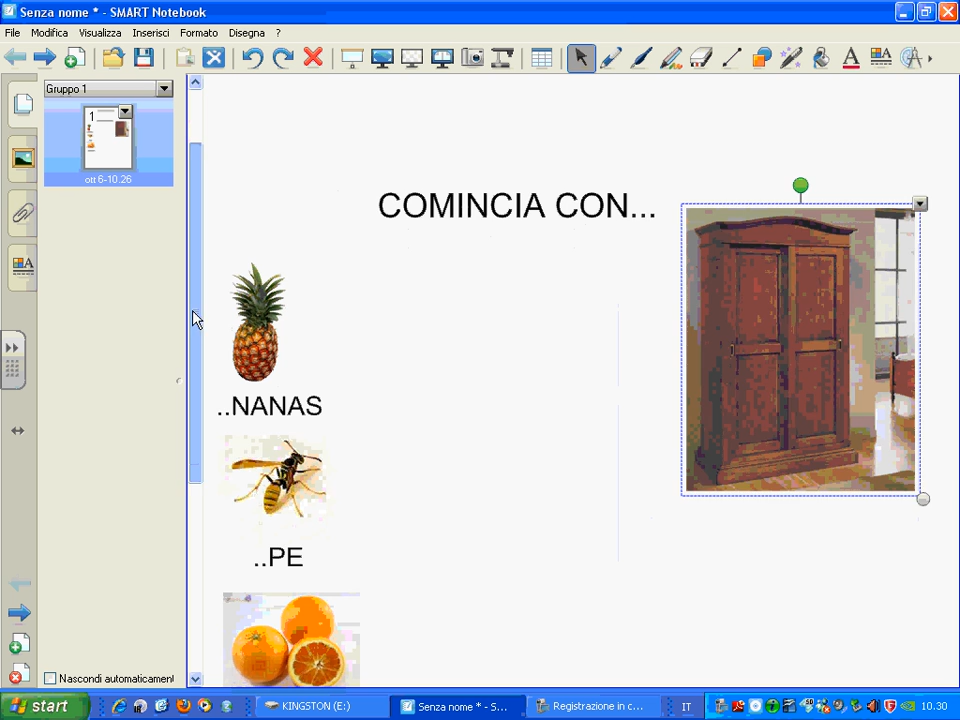 Senza nome * - SMART Notebook
File Modifica Visualizza Inserisci Formato Disegna ?
Gruppo 1
1
ott 6-10.26
COMINCIA CON...
..NANAS
..PE
Nascondi automaticament
start
KINGSTON (E:)
Senza nome * - S...
Registrazione in c...
IT
10.30